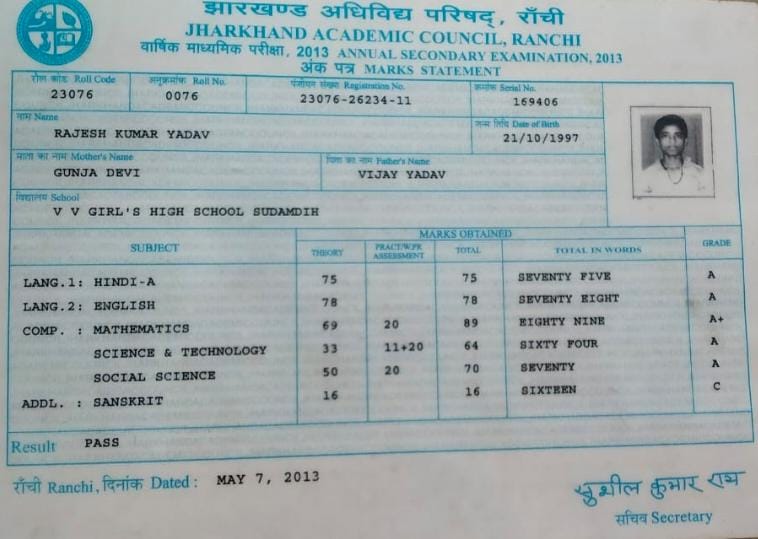 झारखण्ड अधिविद्य परिषद्, राँची
JHARKHAND ACADEMIC COUNCIL, RANCHI
वार्षिक माध्यमिक परीक्षा, 2013 ANNUAL SECONDARY EXAMINATION, 2013
अंक पत्र MARKS STATEMENT
रोल कोड Roll Code अनुक्रमांक Roll No. पंजीयन संख्या Registration No. क्रमांक Serial No.
23076 0076 23076-26234-11 169406
नाम Name जन्म तिथि Date of Birth
RAJESH KUMAR YADAV 21/10/1997
माता का नाम Mother's Name पिता का नाम Father's Name
GUNJA DEVI VIJAY YADAV
विद्यालय School
V V GIRL'S HIGH SCHOOL SUDAMDIH
SUBJECT MARKS OBTAINED GRADE
THEORY PRACT/W.PR ASSESSMENT TOTAL TOTAL IN WORDS
LANG.1: HINDI-A 75 75 SEVENTY FIVE A
LANG.2: ENGLISH 78 78 SEVENTY EIGHT A
COMP. : MATHEMATICS 69 20 89 EIGHTY NINE A+
SCIENCE & TECHNOLOGY 33 11+20 64 SIXTY FOUR A
SOCIAL SCIENCE 50 20 70 SEVENTY A
ADDL. : SANSKRIT 16 16 SIXTEEN C
Result PASS
राँची Ranchi, दिनांक Dated : MAY 7, 2013
सुशील कुमार राय
सचिव Secretary